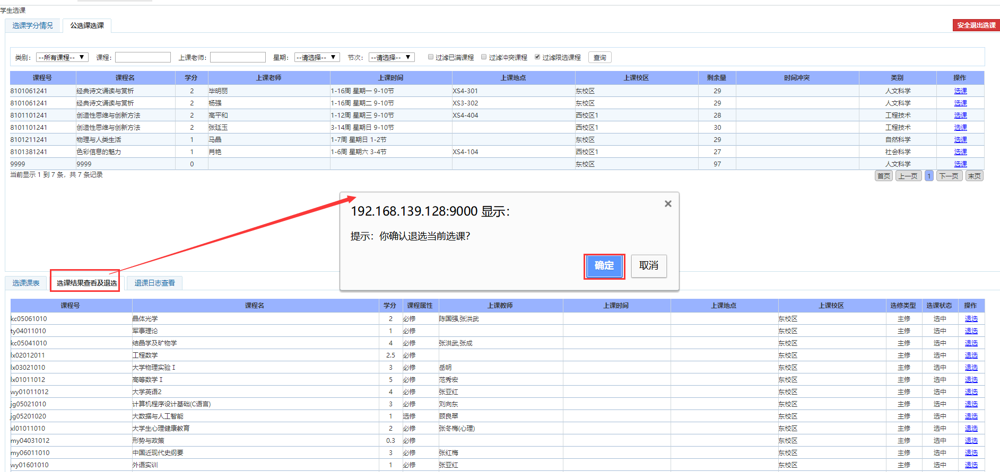 学生选课
选课学分情况 公选课选课 安全退出选课
类别: --所有课程-- ▼ 课程: 上课老师: 星期: --请选择-- ▼ 节次: --请选择-- ▼ 过滤已满课程 过滤冲突课程 过滤限选课程 查询
课程号 课程名 学分 上课老师 上课时间 上课地点 上课校区 剩余量 时间冲突 类别 操作
8101061241 经典诗文诵读与赏析 2 毕明丽 1-16周 星期一 9-10节 XS4-301 东校区 29 人文科学 选课
8101061241 经典诗文诵读与赏析 2 杨强 1-16周 星期二 9-10节 XS3-302 东校区 29 人文科学 选课
8101101241 创造性思维与创新方法 2 高平和 1-12周 星期三 9-10节 XS4-404 西校区1 28 工程技术 选课
8101101241 创造性思维与创新方法 2 张廷玉 3-14周 星期日 9-10节 西校区1 30 工程技术 选课
8101211241 物理与人类生活 1 马晶 1-7周 星期日 1-2节 东校区 29 自然科学 选课
8101381241 色彩信息的魅力 1 肖艳 1-6周 星期六 3-4节 XS4-104 西校区1 27 社会科学 选课
9999 9999 0 东校区 97 人文科学 选课
当前显示 1 到 7 条，共 7 条记录 首页 上一页 1 下一页 末页
192.168.139.128:9000 显示:
提示：你确认退选当前选课?
确定 取消
选课课表 选课结果查看及退选 退课日志查看
课程号 课程名 学分 课程属性 上课教师 上课时间 上课地点 上课校区 选修类型 选课状态 操作
kc05061010 晶体光学 2 必修 陈国强,张洪武 东校区 主修 选中 退选
ty04011010 军事理论 1 必修 东校区 主修 选中 退选
kc05041010 结晶学及矿物学 4 必修 张洪武,张成 东校区 主修 选中 退选
lx02012011 工程数学 2.5 必修 东校区 主修 选中 退选
lx03021010 大学物理实验Ⅰ 3 必修 岳明 东校区 主修 选中 退选
lx01011012 高等数学Ⅰ 5 必修 范秀宏 东校区 主修 选中 退选
wy01011012 大学英语2 4 必修 张亚红 东校区 主修 选中 退选
jg05021010 计算机程序设计基础(C语言) 3 必修 刘向东 东校区 主修 选中 退选
jg05201020 大数据与人工智能 1 选修 顾良翠 东校区 主修 选中 退选
xl01011010 大学生心理健康教育 2 必修 张冬梅(心理) 东校区 主修 选中 退选
my04031012 形势与政策 0.3 必修 东校区 主修 选中 退选
my06011010 中国近现代史纲要 3 必修 张红梅 东校区 主修 选中 退选
wy01601010 外语实训 1 必修 张亚红 东校区 主修 选中 退选